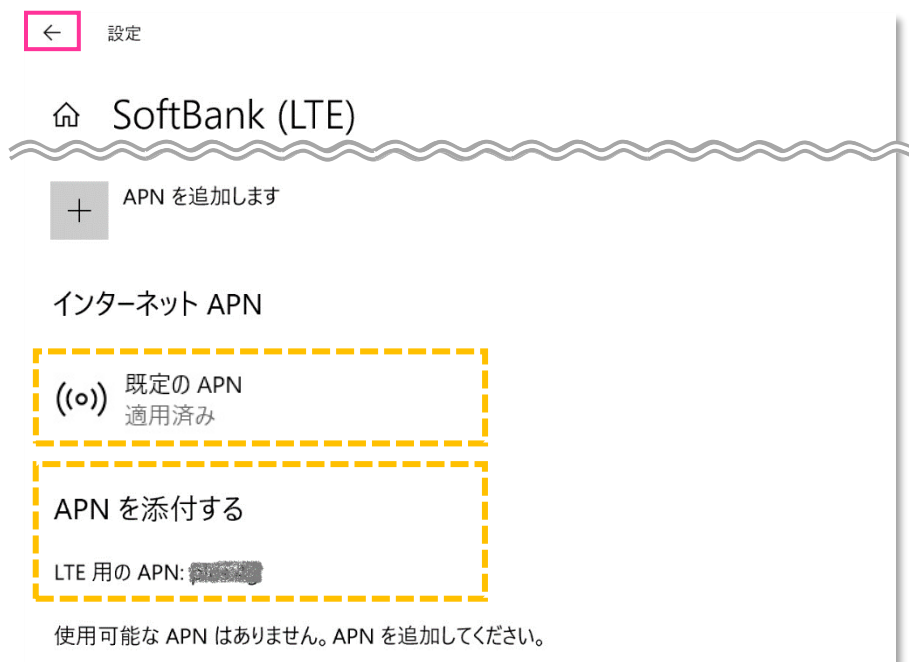 設定
SoftBank (LTE)
APN を追加します
インターネット APN
既定の APN
適用済み
APN を添付する
LTE 用の APN:
使用可能な APN はありません。APN を追加してください。